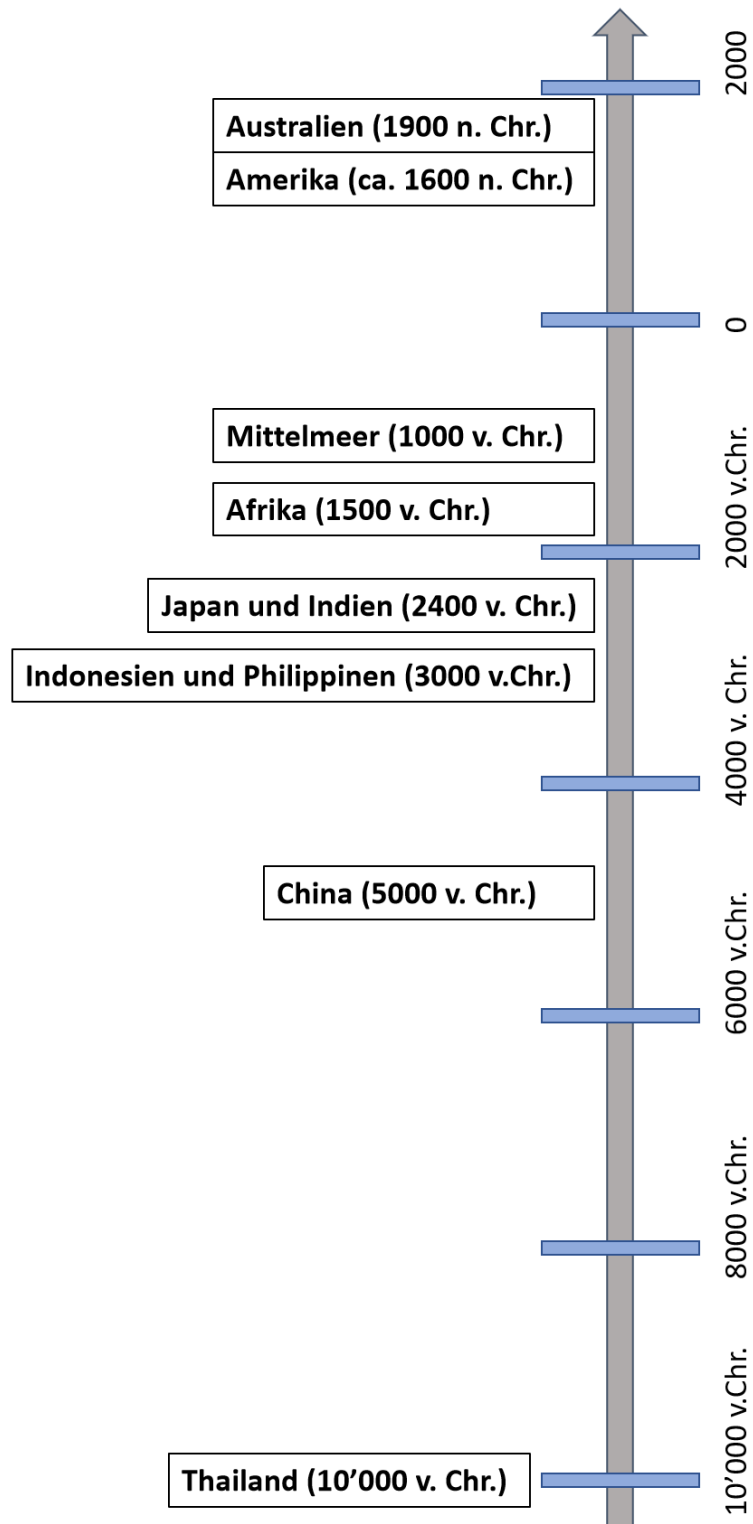 2000
Australien (1900 n. Chr.)
Amerika (ca. 1600 n. Chr.)
0
Mittelmeer (1000 v. Chr.)
Afrika (1500 v. Chr.)
2000 v.Chr.
Japan und Indien (2400 v. Chr.)
Indonesien und Philippinen (3000 v.Chr.)
4000 v. Chr.
China (5000 v. Chr.)
6000 v.Chr.
8000 v.Chr.
Thailand (10’000 v. Chr.)
10’000 v.Chr.